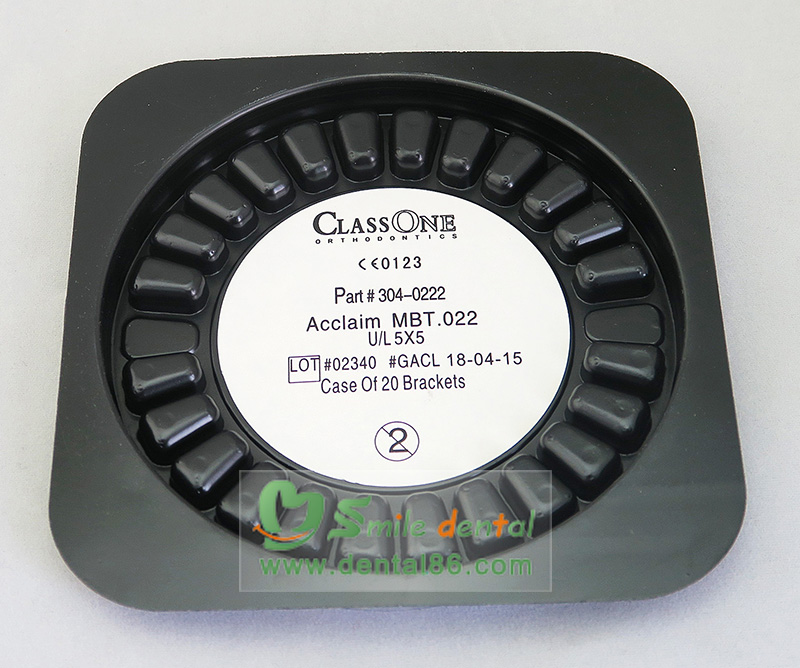 CLASSONE
ORTHODONTICS
CE0123
Part # 304-0222
Acclaim MBT.022
U/L 5X5
LOT #02340 #GACL 18-04-15
Case Of 20 Brackets
2
Smile dental
www.dental86.com